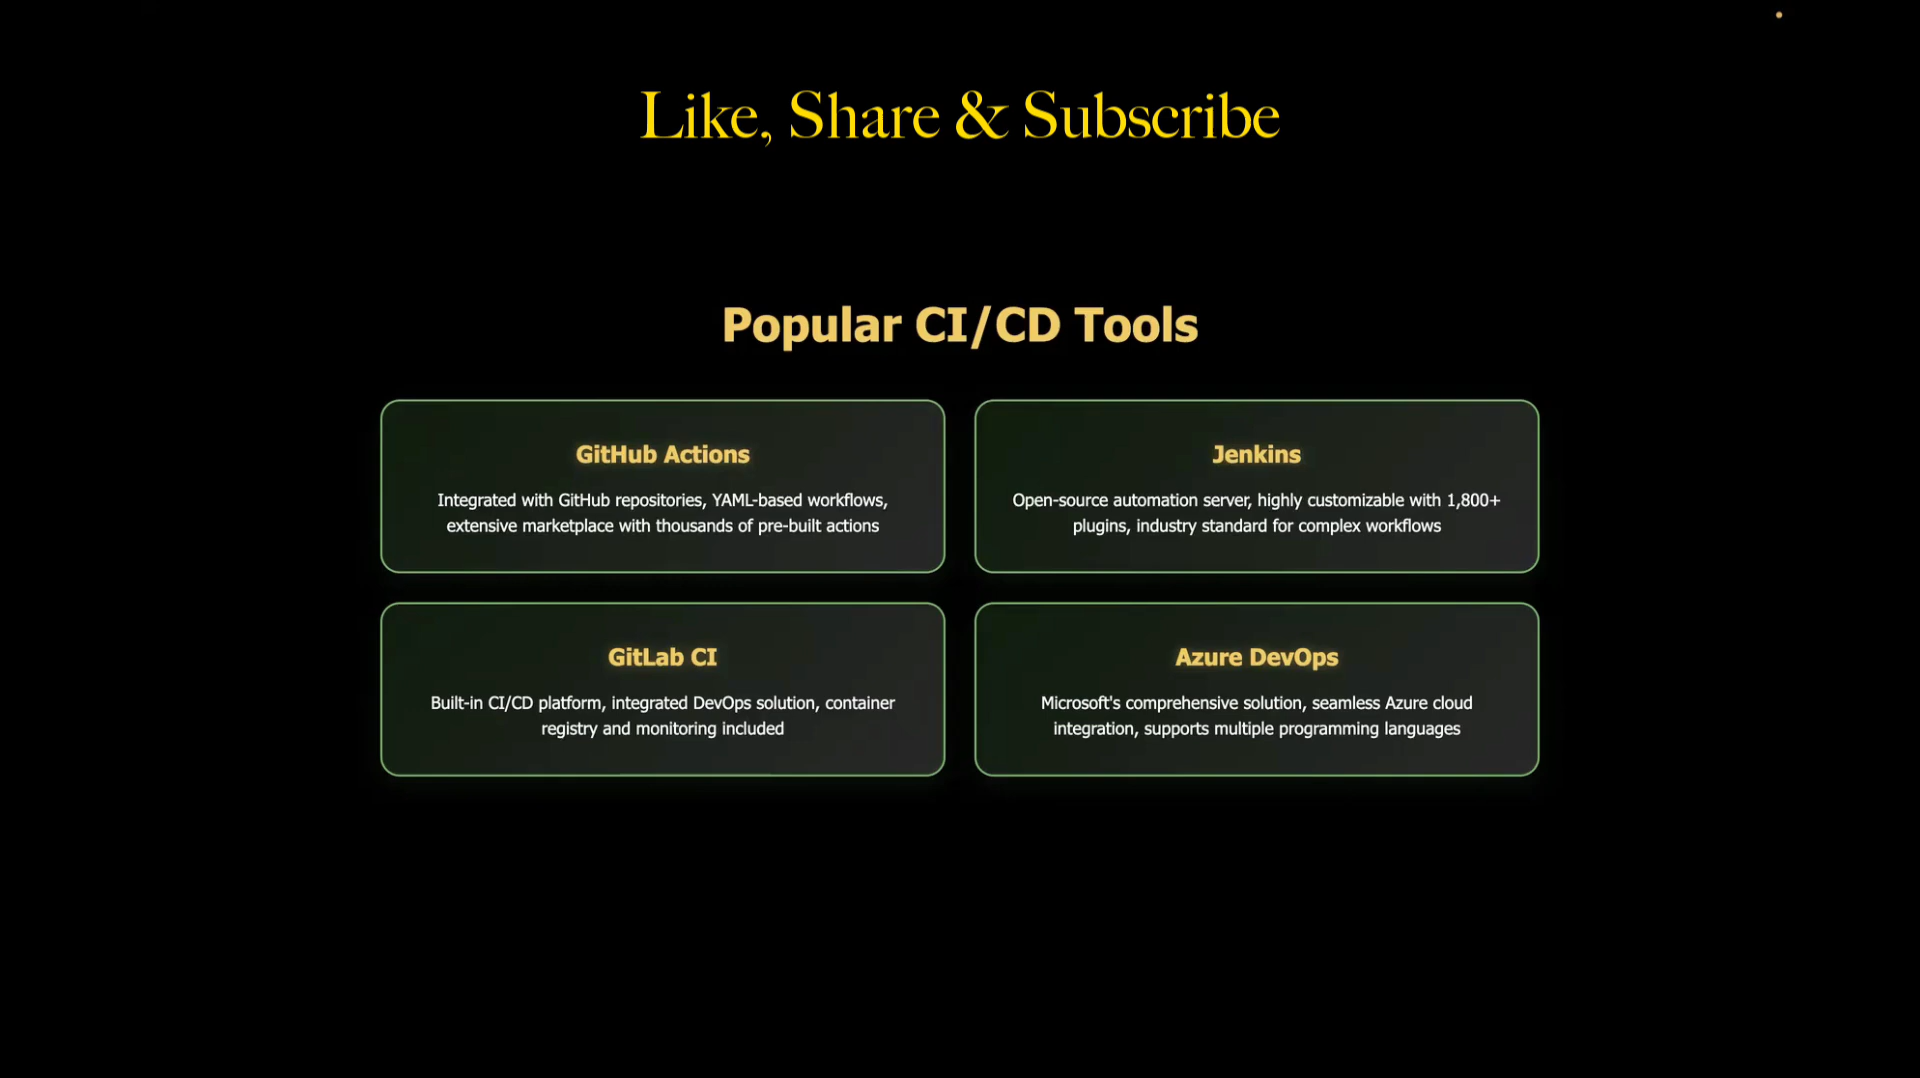 Like, Share & Subscribe
Popular CI/CD Tools
GitHub Actions
Integrated with GitHub repositories, YAML-based workflows,
extensive marketplace with thousands of pre-built actions
Jenkins
Open-source automation server, highly customizable with 1,800+
plugins, industry standard for complex workflows
GitLab CI
Built-in CI/CD platform, integrated DevOps solution, container
registry and monitoring included
Azure DevOps
Microsoft's comprehensive solution, seamless Azure cloud
integration, supports multiple programming languages